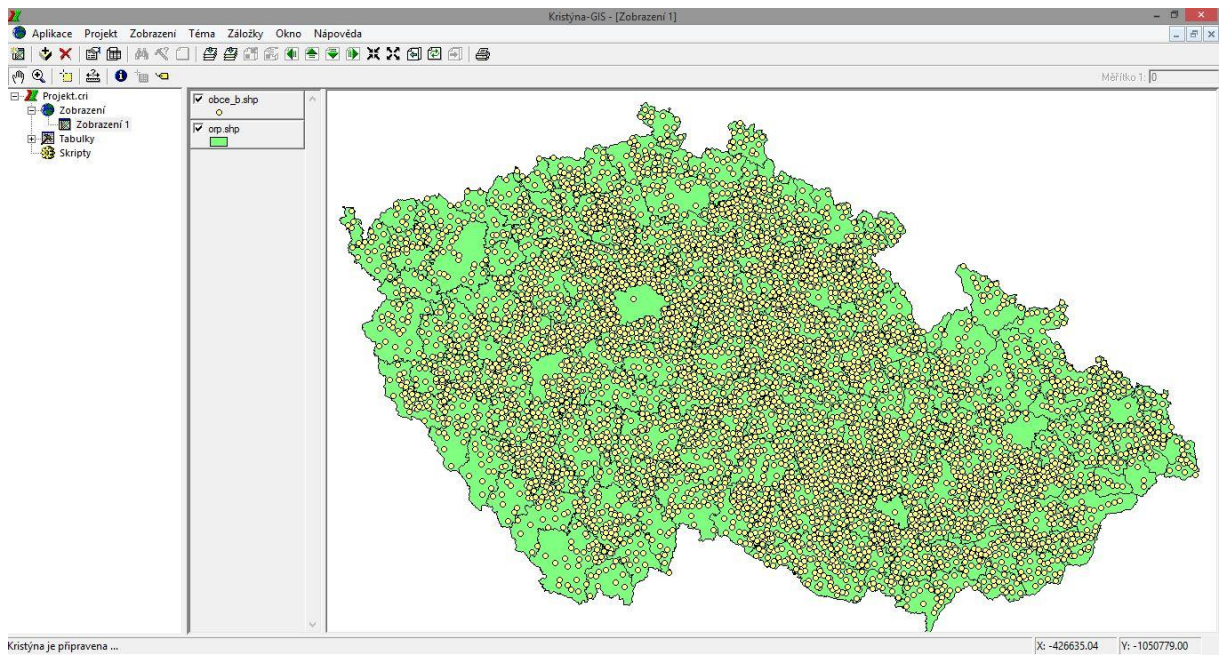 Kristýna-GIS - [Zobrazení 1]
Aplikace Projekt Zobrazení Téma Záložky Okno Nápověda
Měřítko 1: 0
Projekt.cri
Zobrazení
Zobrazení 1
Tabulky
Skripty
obce_b.shp
orp.shp
Kristýna je připravena ...
X: -426635.04 Y: -1050779.00